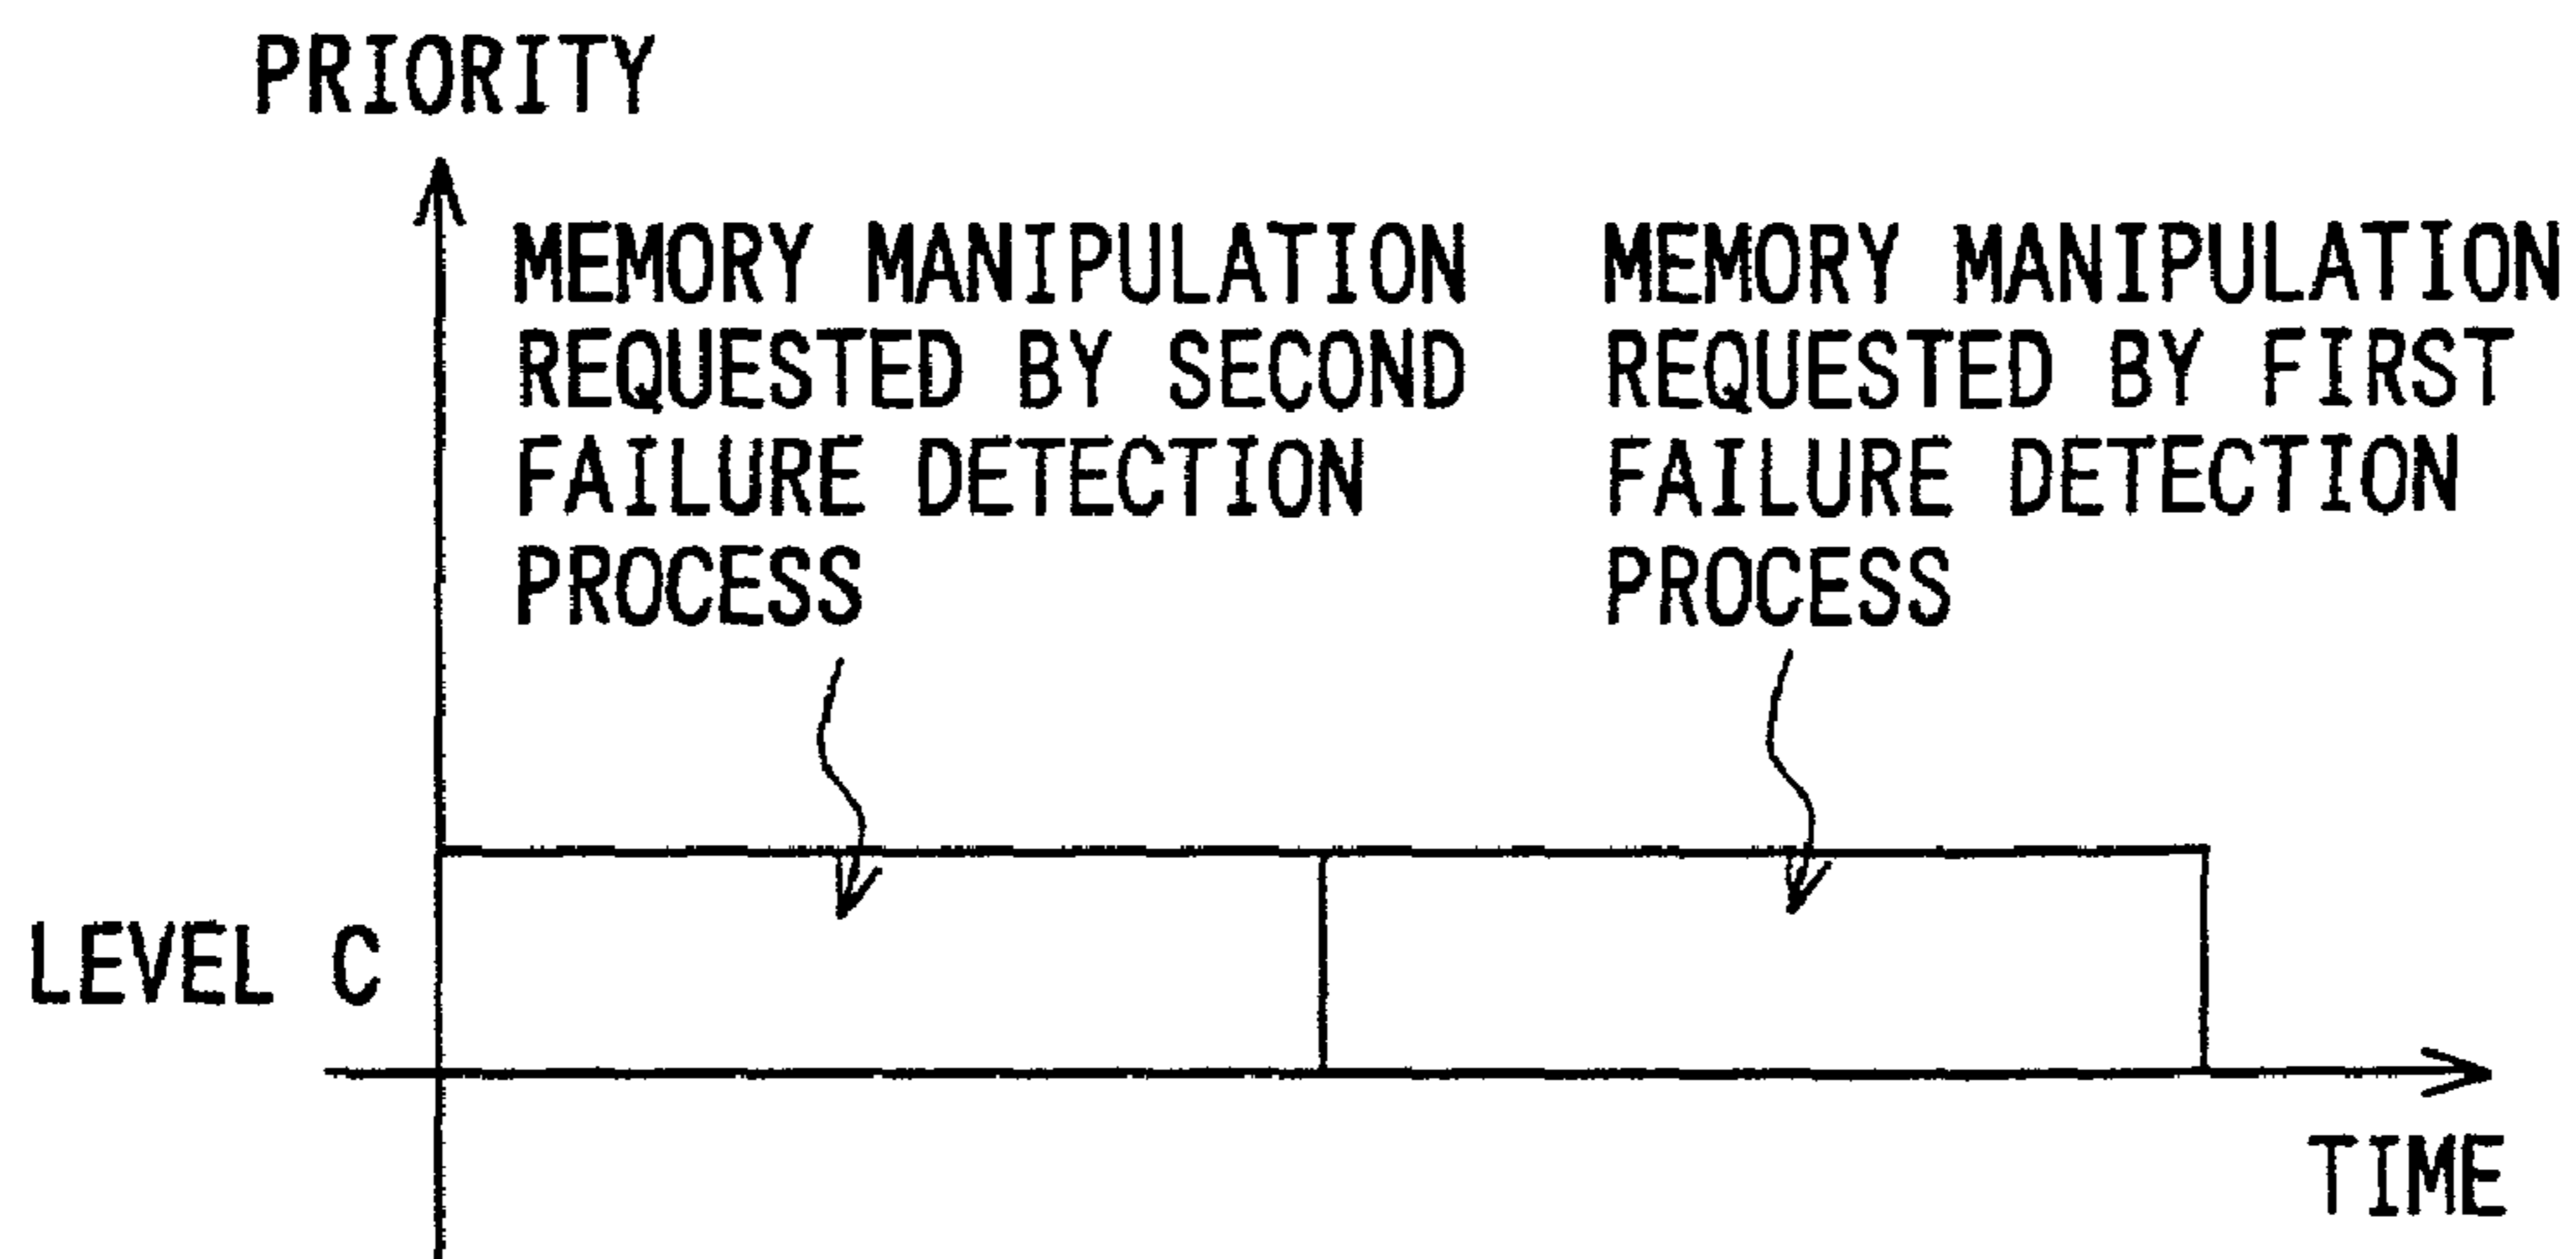 PRIORITY
MEMORY MANIPULATION
REQUESTED BY SECOND
FAILURE DETECTION
PROCESS
MEMORY MANIPULATION
REQUESTED BY FIRST
FAILURE DETECTION
PROCESS
LEVEL C
TIME